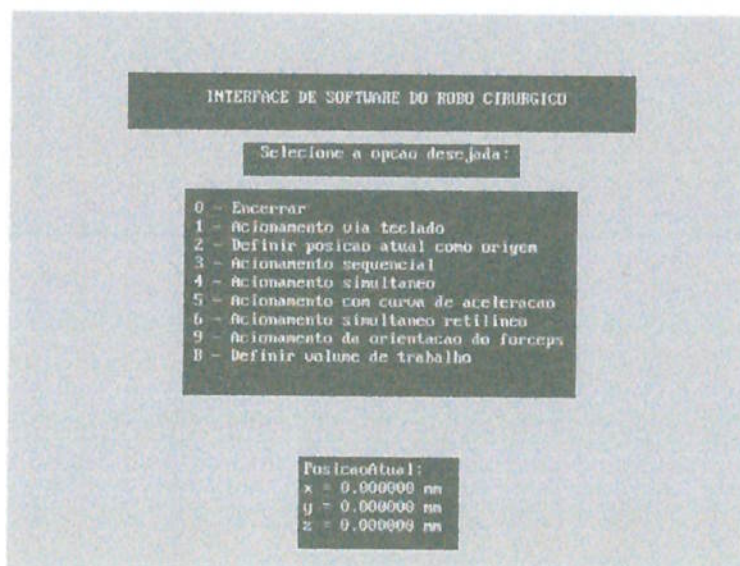 INTERFACE DE SOFTWARE DO ROBO CIRURGICO
Selecione a opcao desejada:
0 - Encerrar
1 - Acionamento via teclado
2 - Definir posicao atual como origem
3 - Acionamento sequencial
4 - Acionamento simultaneo
5 - Acionamento com curva de aceleracao
6 - Acionamento simultaneo retilineo
9 - Acionamento da orientacao do forceps
B - Definir volume de trabalho
PosicaoAtual:
x = 0.000000 mm
y = 0.000000 mm
z = 0.000000 mm